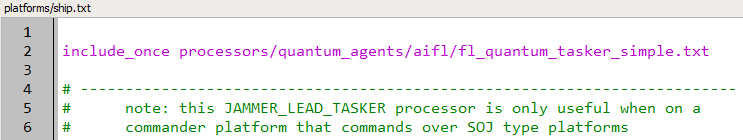 platforms/ship.txt
1
2 include_once processors/quantum_agents/aifl/fl_quantum_tasker_simple.txt
3
4 # -------------------------------------------------------------------------
5 #      note: this JAMMER_LEAD_TASKER processor is only useful when on a
6 #      commander platform that commands over SOJ type platforms